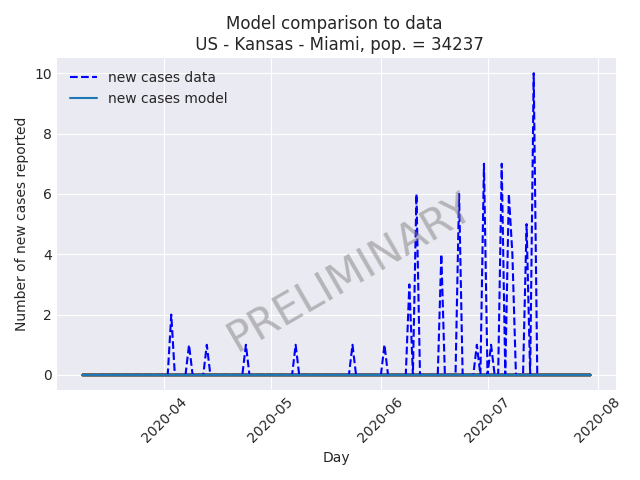 Model comparison to data
US - Kansas - Miami, pop. = 34237
new cases data
new cases model
Number of new cases reported
10
8
6
4
2
0
PRELIMINARY
2020-04
2020-05
2020-06
2020-07
2020-08
Day